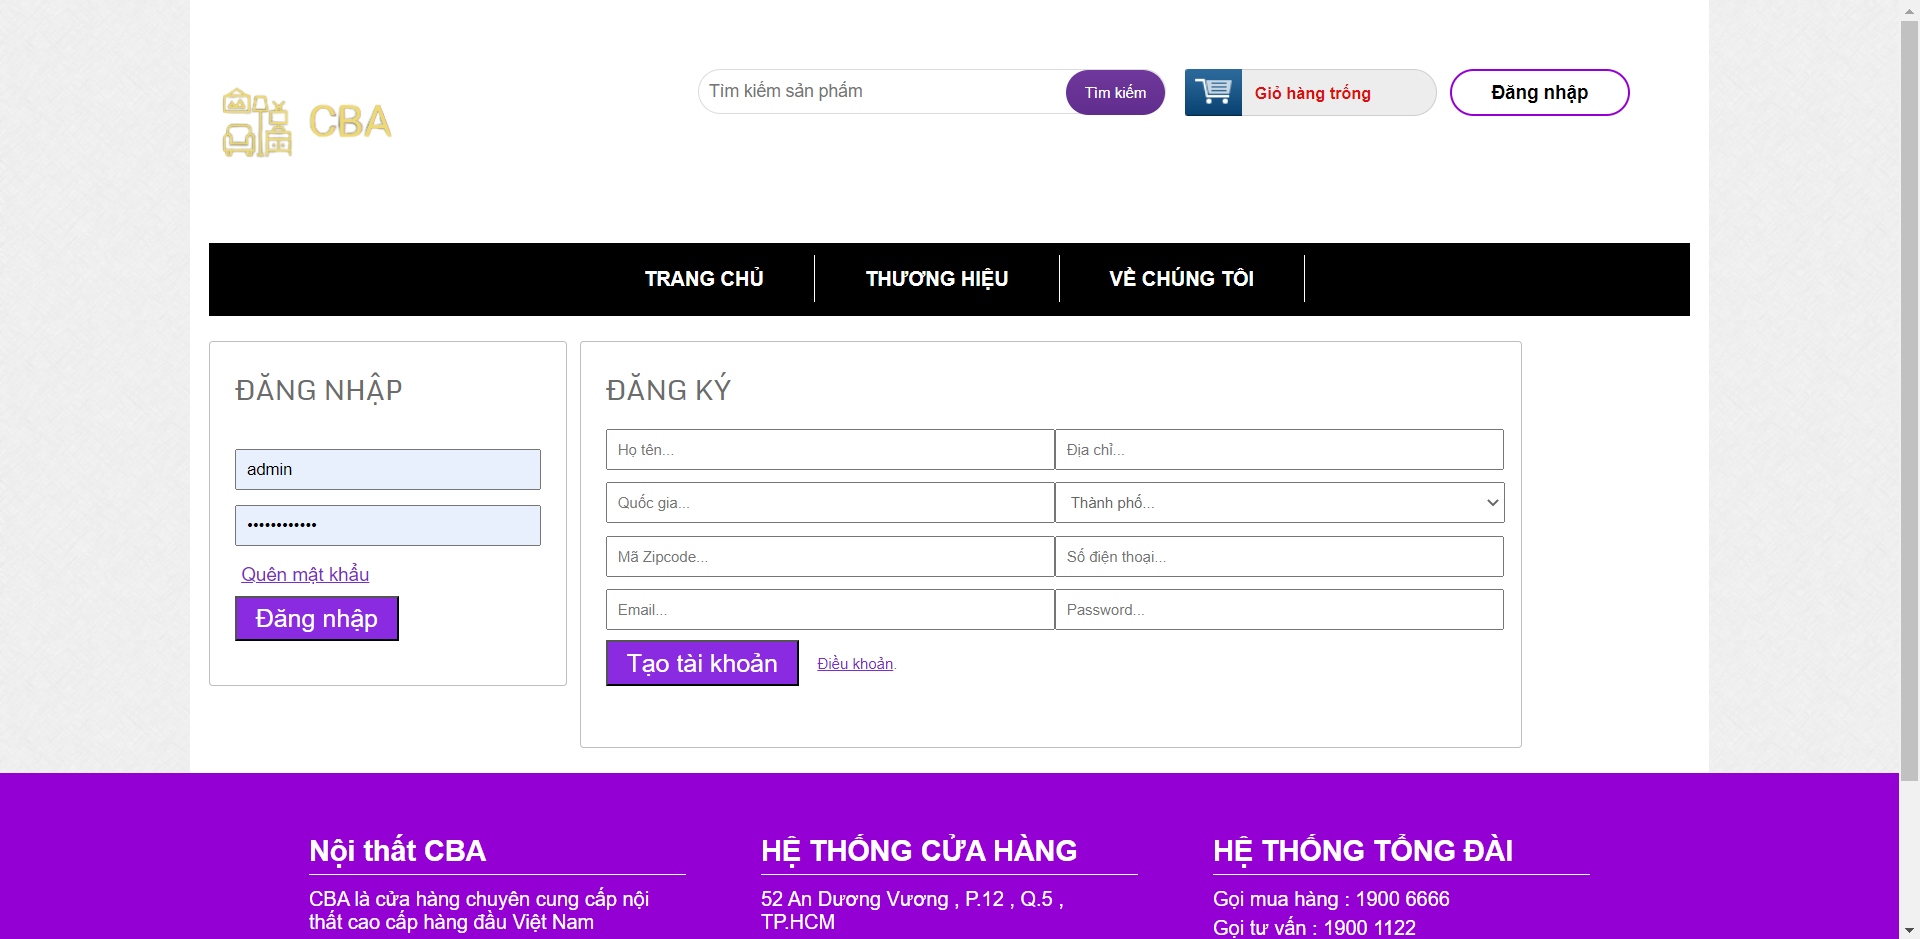 CBA
Tìm kiếm sản phẩm
Tìm kiếm
Giỏ hàng trống
Đăng nhập
TRANG CHỦ
THƯƠNG HIỆU
VỀ CHÚNG TÔI
ĐĂNG NHẬP
admin
••••••••••••
Quên mật khẩu
Đăng nhập
ĐĂNG KÝ
Họ tên...
Địa chỉ...
Quốc gia...
Thành phố...
Mã Zipcode...
Số điện thoại...
Email...
Password...
Tạo tài khoản
Điều khoản.
Nội thất CBA
CBA là cửa hàng chuyên cung cấp nội
thất cao cấp hàng đầu Việt Nam
HỆ THỐNG CỬA HÀNG
52 An Dương Vương , P.12 , Q.5 ,
TP.HCM
HỆ THỐNG TỔNG ĐÀI
Gọi mua hàng : 1900 6666
Gọi tư vấn : 1900 1122